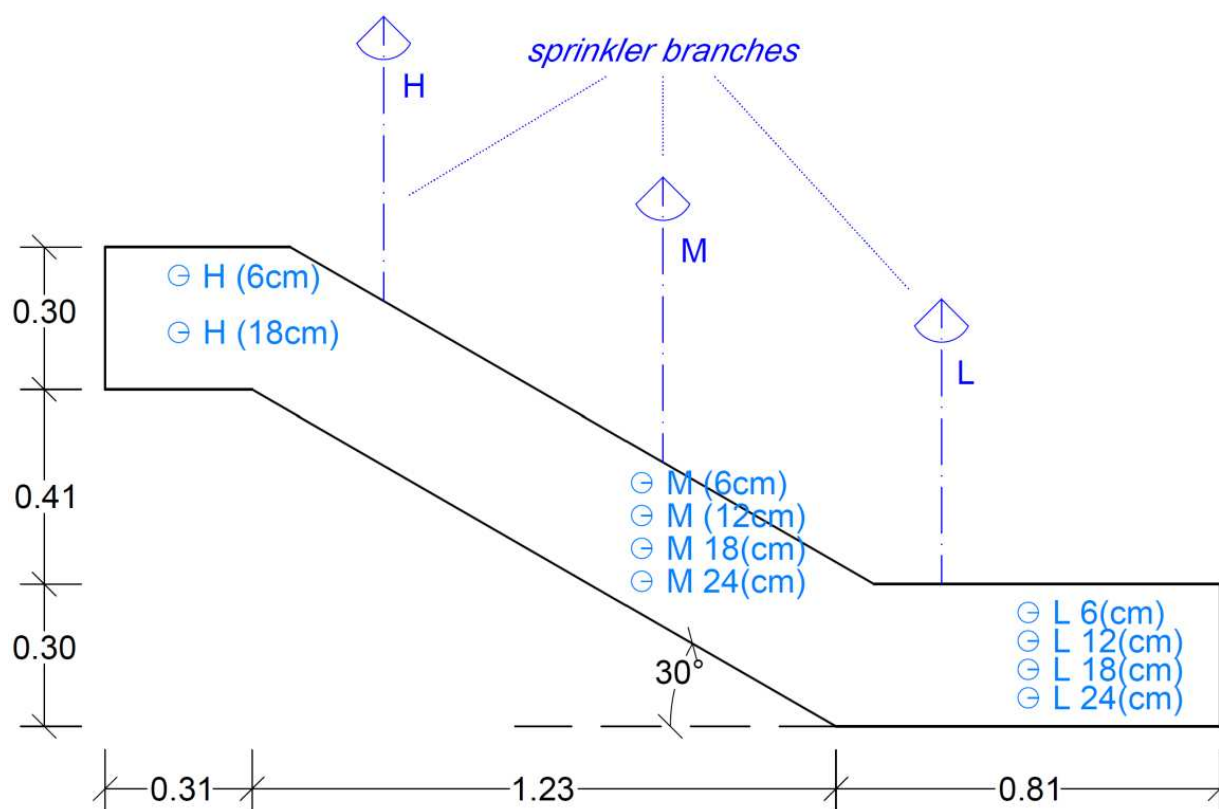 sprinkler branches
H
M
L
H (6cm)
H (18cm)
M (6cm)
M (12cm)
M 18(cm)
M 24(cm)
L 6(cm)
L 12(cm)
L 18(cm)
L 24(cm)
0.30
0.41
0.30
30°
0.31
1.23
0.81